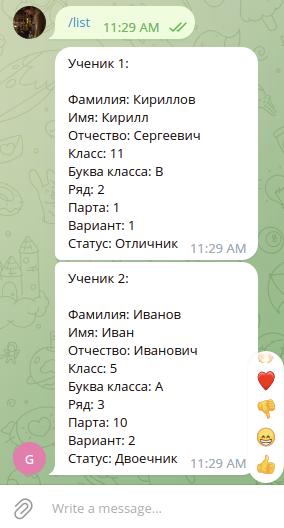 /list
11:29 AM
Ученик 1:
Фамилия: Кириллов
Имя: Кирилл
Отчество: Сергеевич
Класс: 11
Буква класса: В
Ряд: 2
Парта: 1
Вариант: 1
Статус: Отличник
11:29 AM
Ученик 2:
Фамилия: Иванов
Имя: Иван
Отчество: Иванович
Класс: 5
Буква класса: А
Ряд: 3
Парта: 10
Вариант: 2
Статус: Двоечник
11:29 AM
G
Write a message...